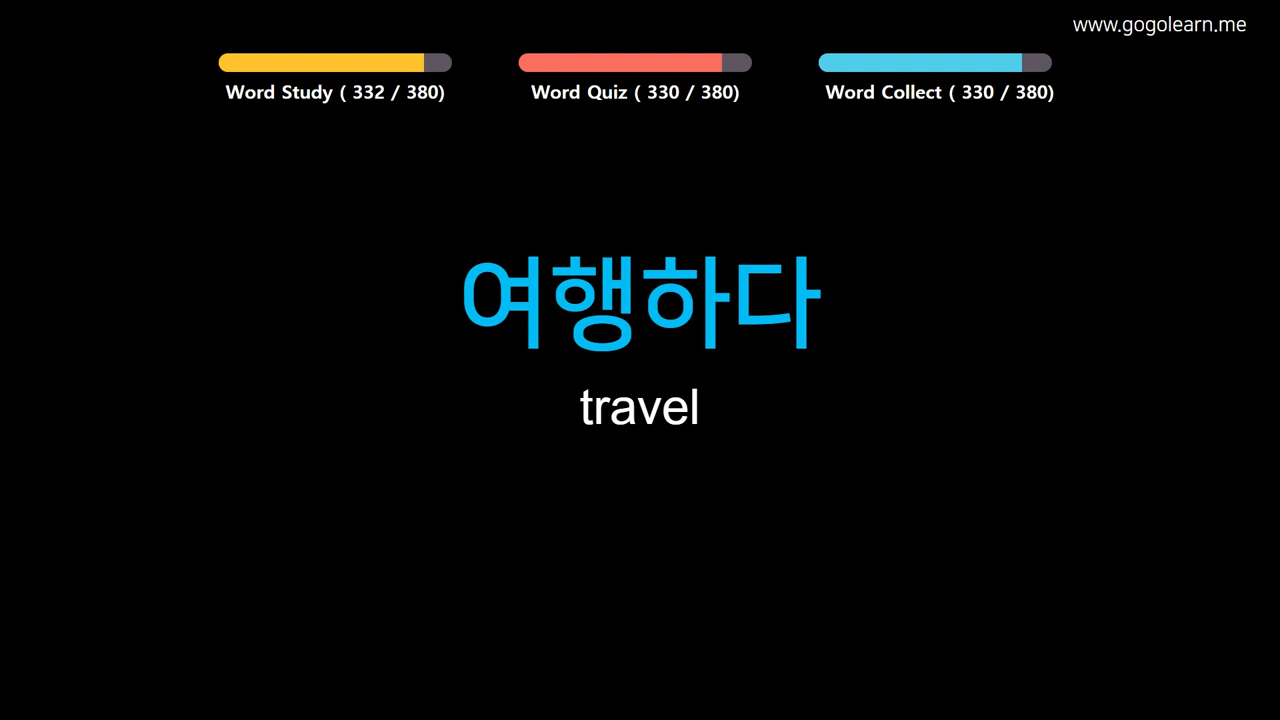 www.gogolearn.me
Word Study ( 332 / 380)
Word Quiz ( 330 / 380)
Word Collect ( 330 / 380)
여행하다
travel